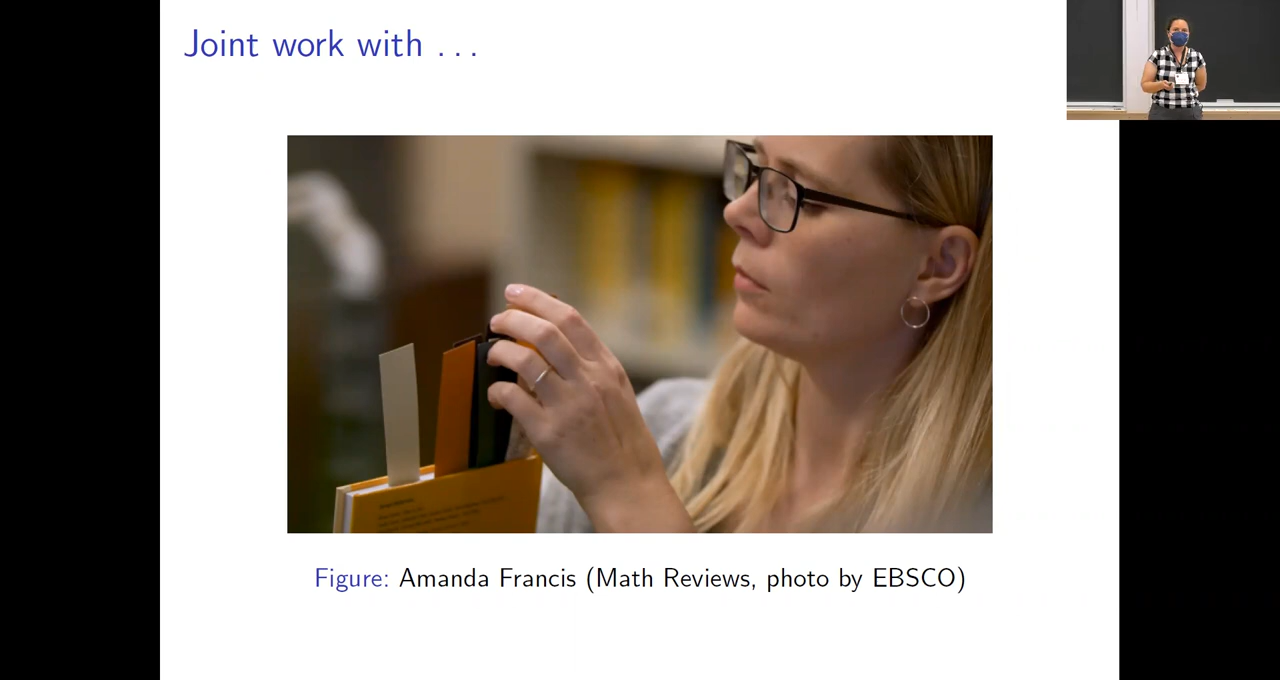 Joint work with . . .
Figure: Amanda Francis (Math Reviews, photo by EBSCO)